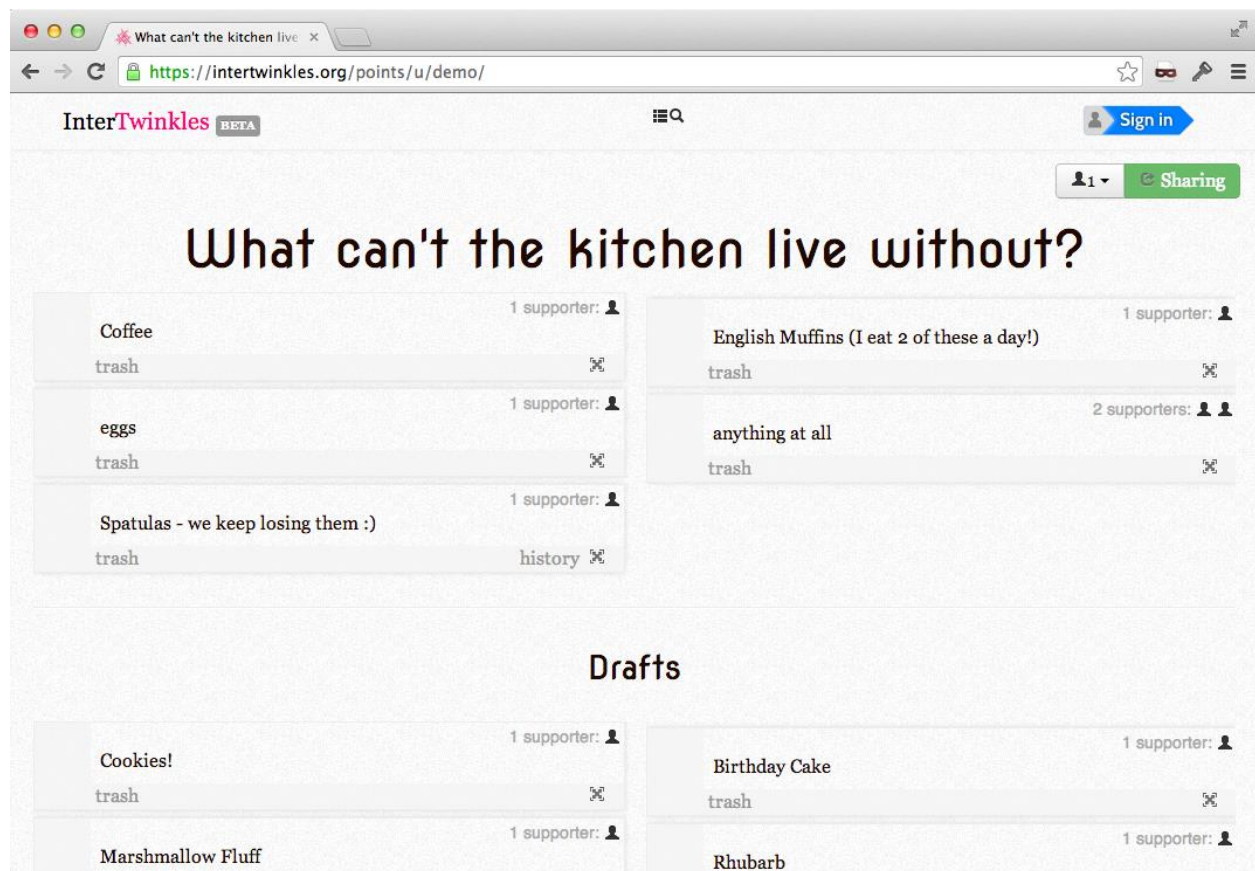 What can't the kitchen live
https://intertwinkles.org/points/u/demo/
InterTwinkles BETA
Sign in
1
Sharing
What can't the kitchen live without?
1 supporter:
Coffee
trash
1 supporter:
eggs
trash
1 supporter:
Spatulas - we keep losing them :)
trash history
1 supporter:
English Muffins (I eat 2 of these a day!)
trash
2 supporters:
anything at all
trash
Drafts
1 supporter:
Cookies!
trash
1 supporter:
Marshmallow Fluff
1 supporter:
Birthday Cake
trash
1 supporter:
Rhubarb